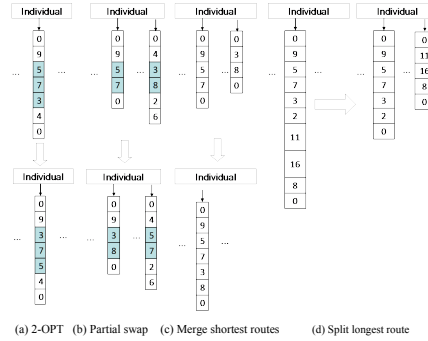 Individual Individual Individual Individual Individual
0 0 0 0 0 0 0 0
9 9 4 9 3 9 9 11
... 5 ... ... 5 3 ... 5 8 ... 5 ... ... 5 ... 16
7 7 8 7 0 7 7 8
3 0 2 0 3 3 0
4 6 2 2
0 11 0
16
8
0
Individual Individual Individual
0 0 4 0
9 9 4 9
... 3 ... ... 3 5 ... 5 ...
7 8 7 7
5 0 2 3
4 6 8
0 0
(a) 2-OPT (b) Partial swap (c) Merge shortest routes (d) Split longest route